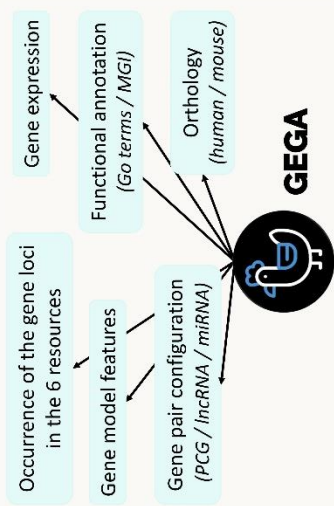 Occurrence of the gene loci
in the 6 resources
Gene model features
Gene pair configuration
(PCG / lncRNA / miRNA)
Gene expression
Functional annotation
(Go terms / MGI)
Orthology
(human / mouse)
GEGA